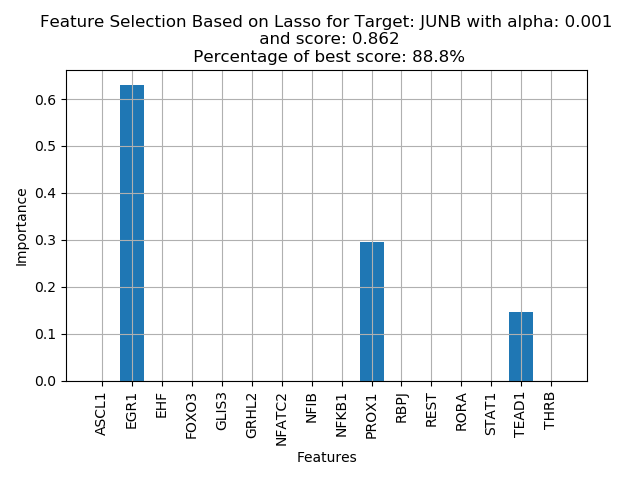 Feature Selection Based on Lasso for Target: JUNB with alpha: 0.001
and score: 0.862
Percentage of best score: 88.8%
0.6
0.5
0.4
0.3
0.2
0.1
0.0
Importance
ASCL1
EGR1
EHF
FOXO3
GLIS3
GRHL2
NFATC2
NFIB
NFKB1
PROX1
RBPJ
REST
RORA
STAT1
TEAD1
THRB
Features